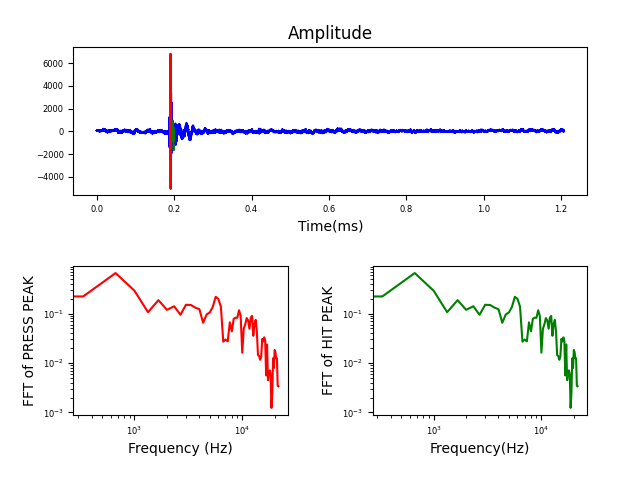 Amplitude
6000
4000
2000
0
−2000
−4000
0.0 0.2 0.4 0.6 0.8 1.0 1.2
Time(ms)
FFT of PRESS PEAK
10⁻¹
10⁻²
10⁻³
10³ 10⁴
Frequency (Hz)
FFT of HIT PEAK
10⁻¹
10⁻²
10⁻³
10³ 10⁴
Frequency(Hz)